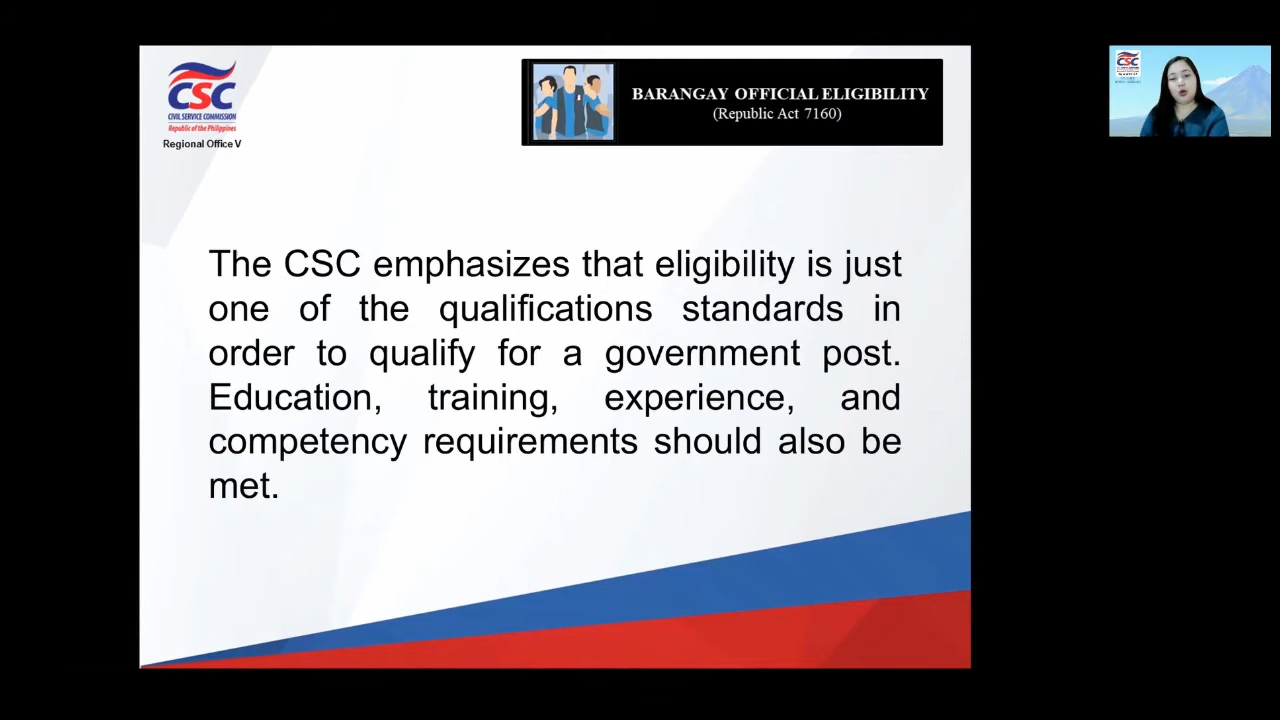 CSC
CIVIL SERVICE COMMISSION
Republic of the Philippines
Regional Office V
BARANGAY OFFICIAL ELIGIBILITY
(Republic Act 7160)
The CSC emphasizes that eligibility is just
one of the qualifications standards in
order to qualify for a government post.
Education, training, experience, and
competency requirements should also be
met.
CSC